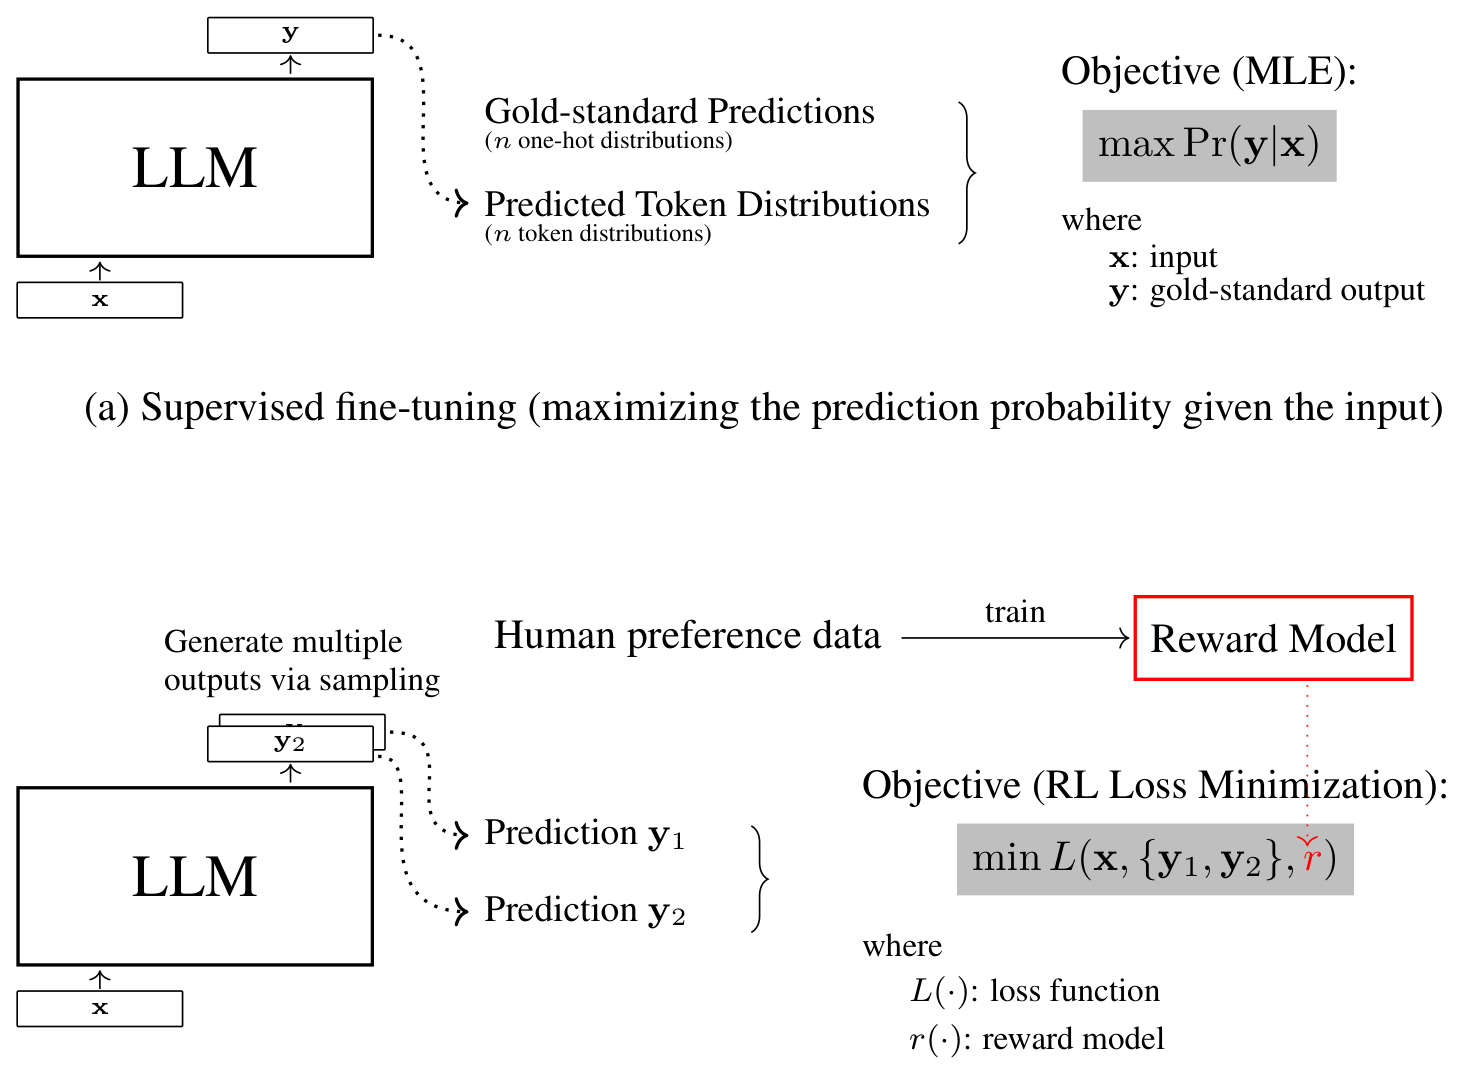 y
LLM
x
Gold-standard Predictions
(n one-hot distributions)
Predicted Token Distributions
(n token distributions)
Objective (MLE):
max Pr(y|x)
where
x: input
y: gold-standard output
(a) Supervised fine-tuning (maximizing the prediction probability given the input)
Human preference data
train
Reward Model
Generate multiple
outputs via sampling
y₂
LLM
x
Prediction y₁
Prediction y₂
Objective (RL Loss Minimization):
min L(x, {y₁, y₂}, r)
where
L(·): loss function
r(·): reward model